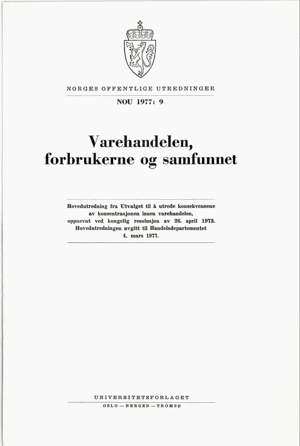 NORGES OFFENTLIGE UTREDNINGER
NOU 1977: 9
Varehandelen,
forbrukerne og samfunnet
Hovedutredning fra Utvalget til å utrede konsekvensene
av konsentrasjonen innen varehandelen,
oppnevnt ved kongelig resolusjon av 26. april 1973.
Hovedutredningen avgitt til Handelsdepartementet
4. mars 1977.
UNIVERSITETSFORLAGET
OSLO — BERGEN — TROMSØ